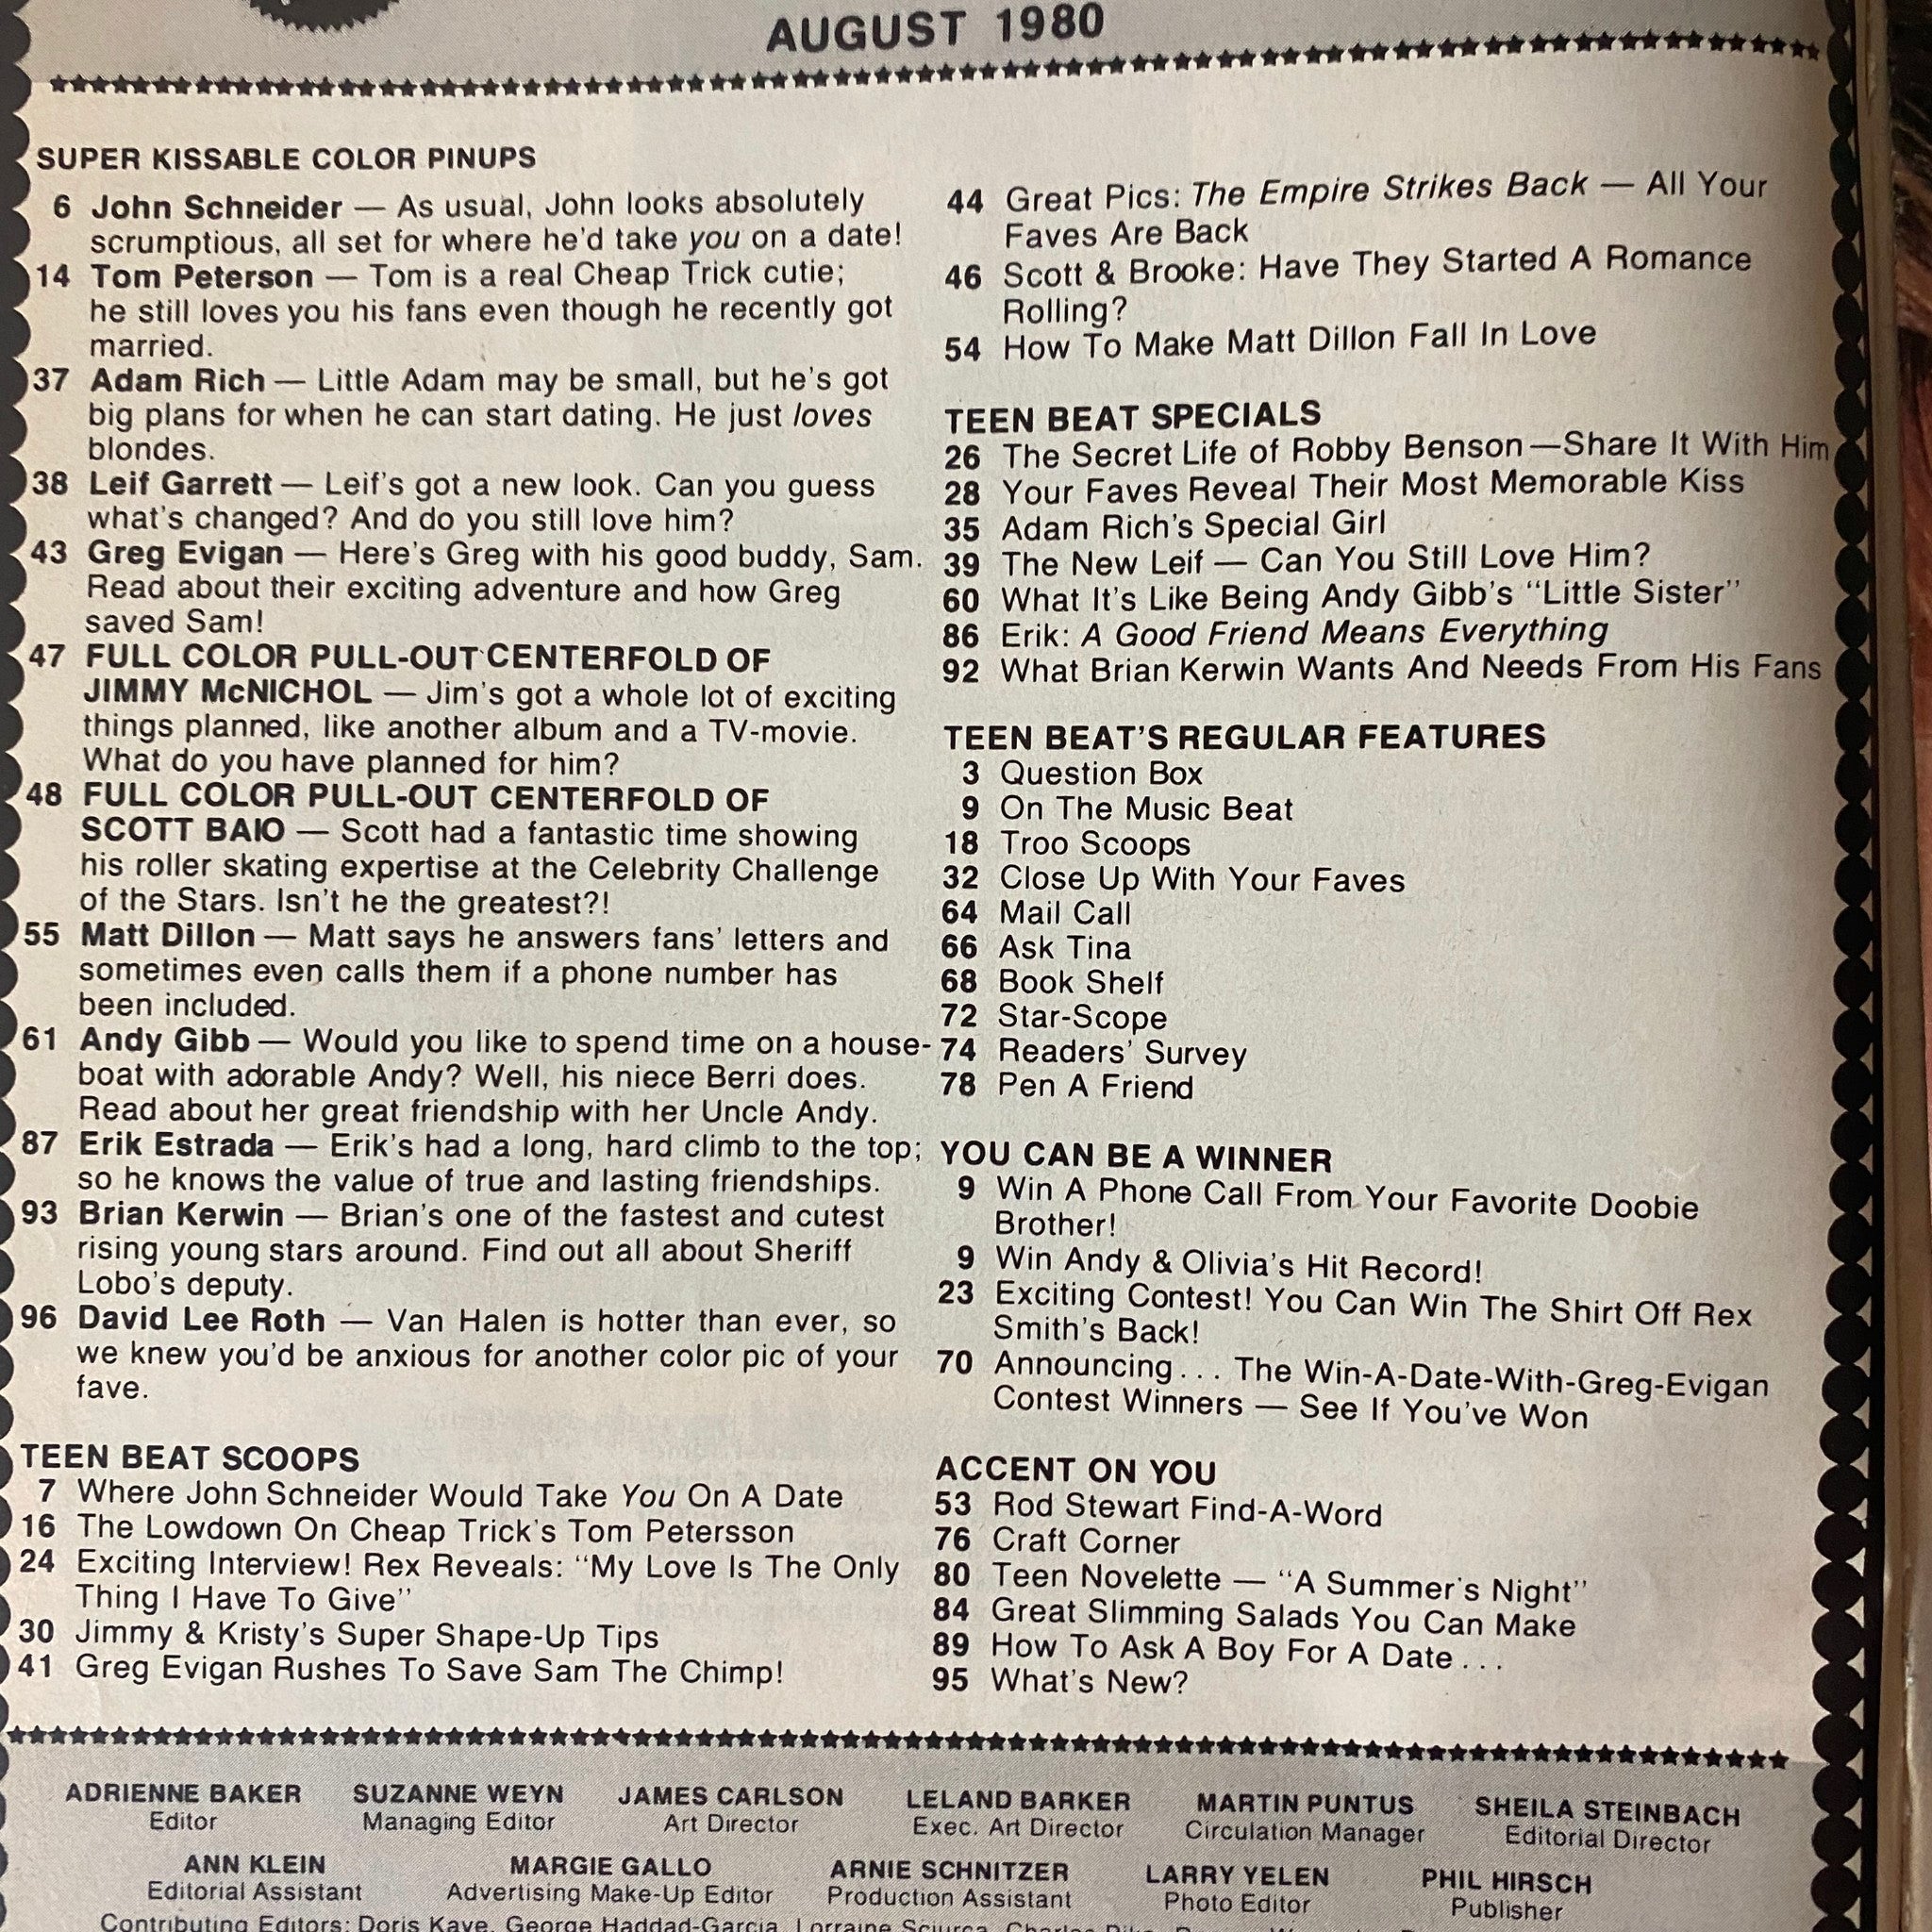 AUGUST 1980
SUPER KISSABLE COLOR PINUPS
6 John Schneider — As usual, John looks absolutely
scrumptious, all set for where he'd take you on a date!
14 Tom Peterson — Tom is a real Cheap Trick cutie;
he still loves you his fans even though he recently got
married.
37 Adam Rich — Little Adam may be small, but he's got
big plans for when he can start dating. He just loves
blondes.
38 Leif Garrett — Leif's got a new look. Can you guess
what's changed? And do you still love him?
43 Greg Evigan — Here's Greg with his good buddy, Sam.
Read about their exciting adventure and how Greg
saved Sam!
47 FULL COLOR PULL-OUT CENTERFOLD OF
JIMMY McNICHOL — Jim's got a whole lot of exciting
things planned, like another album and a TV-movie.
What do you have planned for him?
48 FULL COLOR PULL-OUT CENTERFOLD OF
SCOTT BAIO — Scott had a fantastic time showing
his roller skating expertise at the Celebrity Challenge
of the Stars. Isn't he the greatest?!
55 Matt Dillon — Matt says he answers fans' letters and
sometimes even calls them if a phone number has
been included.
61 Andy Gibb — Would you like to spend time on a house-
boat with adorable Andy? Well, his niece Berri does.
Read about her great friendship with her Uncle Andy.
87 Erik Estrada — Erik's had a long, hard climb to the top;
so he knows the value of true and lasting friendships.
93 Brian Kerwin — Brian's one of the fastest and cutest
rising young stars around. Find out all about Sheriff
Lobo's deputy.
96 David Lee Roth — Van Halen is hotter than ever, so
we knew you'd be anxious for another color pic of your
fave.
TEEN BEAT SCOOPS
7 Where John Schneider Would Take You On A Date
16 The Lowdown On Cheap Trick's Tom Petersson
24 Exciting Interview! Rex Reveals: "My Love Is The Only
Thing I Have To Give"
30 Jimmy & Kristy's Super Shape-Up Tips
41 Greg Evigan Rushes To Save Sam The Chimp!
44 Great Pics: The Empire Strikes Back — All Your
Faves Are Back
46 Scott & Brooke: Have They Started A Romance
Rolling?
54 How To Make Matt Dillon Fall In Love
TEEN BEAT SPECIALS
26 The Secret Life of Robby Benson—Share It With Him
28 Your Faves Reveal Their Most Memorable Kiss
35 Adam Rich's Special Girl
39 The New Leif — Can You Still Love Him?
60 What It's Like Being Andy Gibb's "Little Sister"
86 Erik: A Good Friend Means Everything
92 What Brian Kerwin Wants And Needs From His Fans
TEEN BEAT'S REGULAR FEATURES
3 Question Box
9 On The Music Beat
18 Troo Scoops
32 Close Up With Your Faves
64 Mail Call
66 Ask Tina
68 Book Shelf
72 Star-Scope
74 Readers' Survey
78 Pen A Friend
YOU CAN BE A WINNER
9 Win A Phone Call From Your Favorite Doobie
Brother!
9 Win Andy & Olivia's Hit Record!
23 Exciting Contest! You Can Win The Shirt Off Rex
Smith's Back!
70 Announcing... The Win-A-Date-With-Greg-Evigan
Contest Winners — See If You've Won
ACCENT ON YOU
53 Rod Stewart Find-A-Word
76 Craft Corner
80 Teen Novelette — "A Summer's Night"
84 Great Slimming Salads You Can Make
89 How To Ask A Boy For A Date...
95 What's New?
ADRIENNE BAKER SUZANNE WEYN JAMES CARLSON LELAND BARKER MARTIN PUNTUS SHEILA STEINBACH
Editor Managing Editor Art Director Exec. Art Director Circulation Manager Editorial Director
ANN KLEIN MARGIE GALLO ARNIE SCHNITZER LARRY YELEN PHIL HIRSCH
Editorial Assistant Advertising Make-Up Editor Production Assistant Photo Editor Publisher
Contributing Editors: Doris Kaye, George Haddad-Garcia, Lorraine